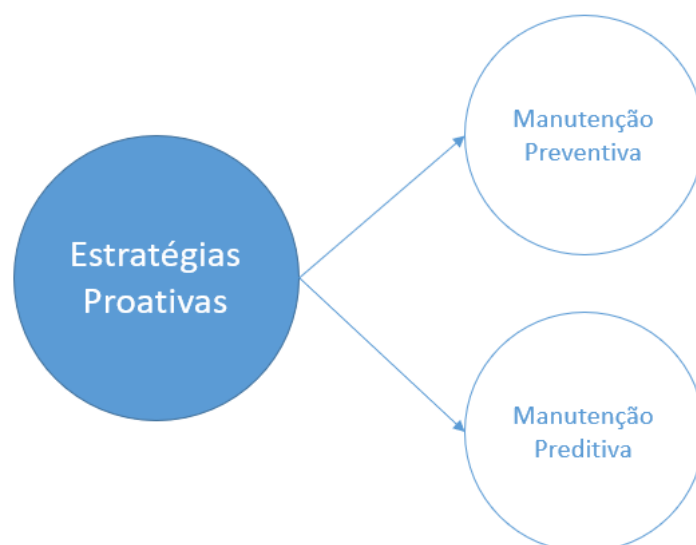 Estratégias
Proativas
Manutenção
Preventiva
Manutenção
Preditiva